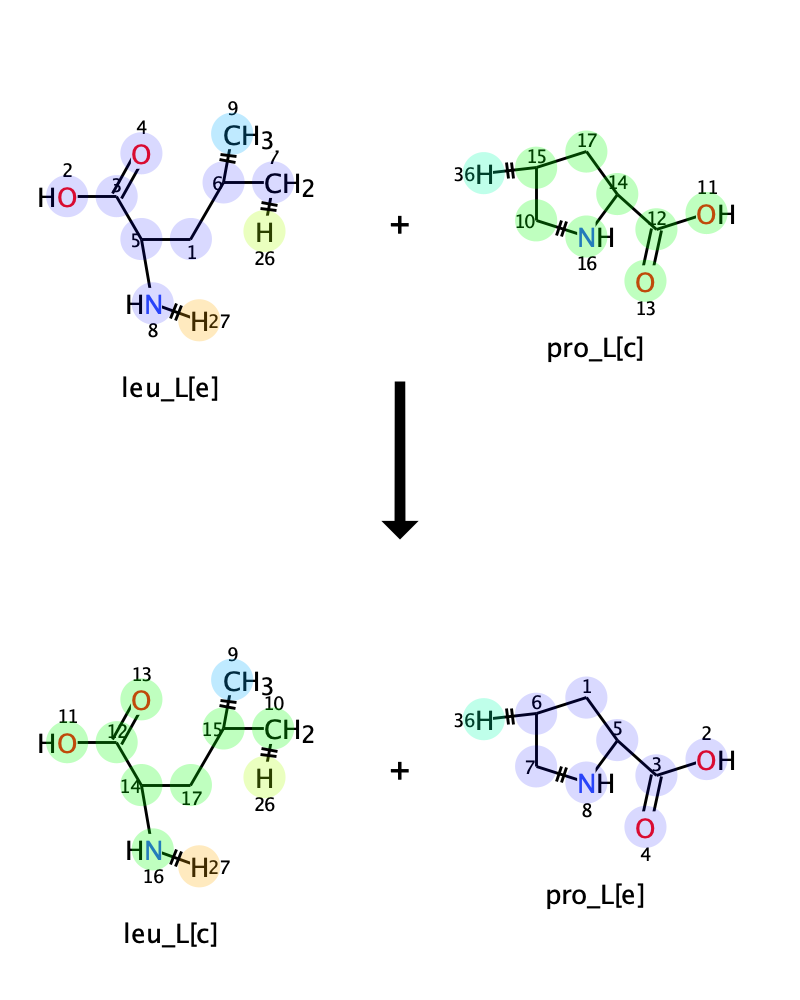 9
4 CH3 17
O 7 15
2 3 6 CH2 36H 14 11
HO 10 12 OH
5 H + NH
1 26 16 O
HN H27 13
8
leu_L[e] pro_L[c]
9
13 CH3 1
O 10 6
11 12 15 CH2 36H 5 2
HO 7 3 OH
14 H + NH
17 26 8 O
HN H27 4
16
leu_L[c] pro_L[e]